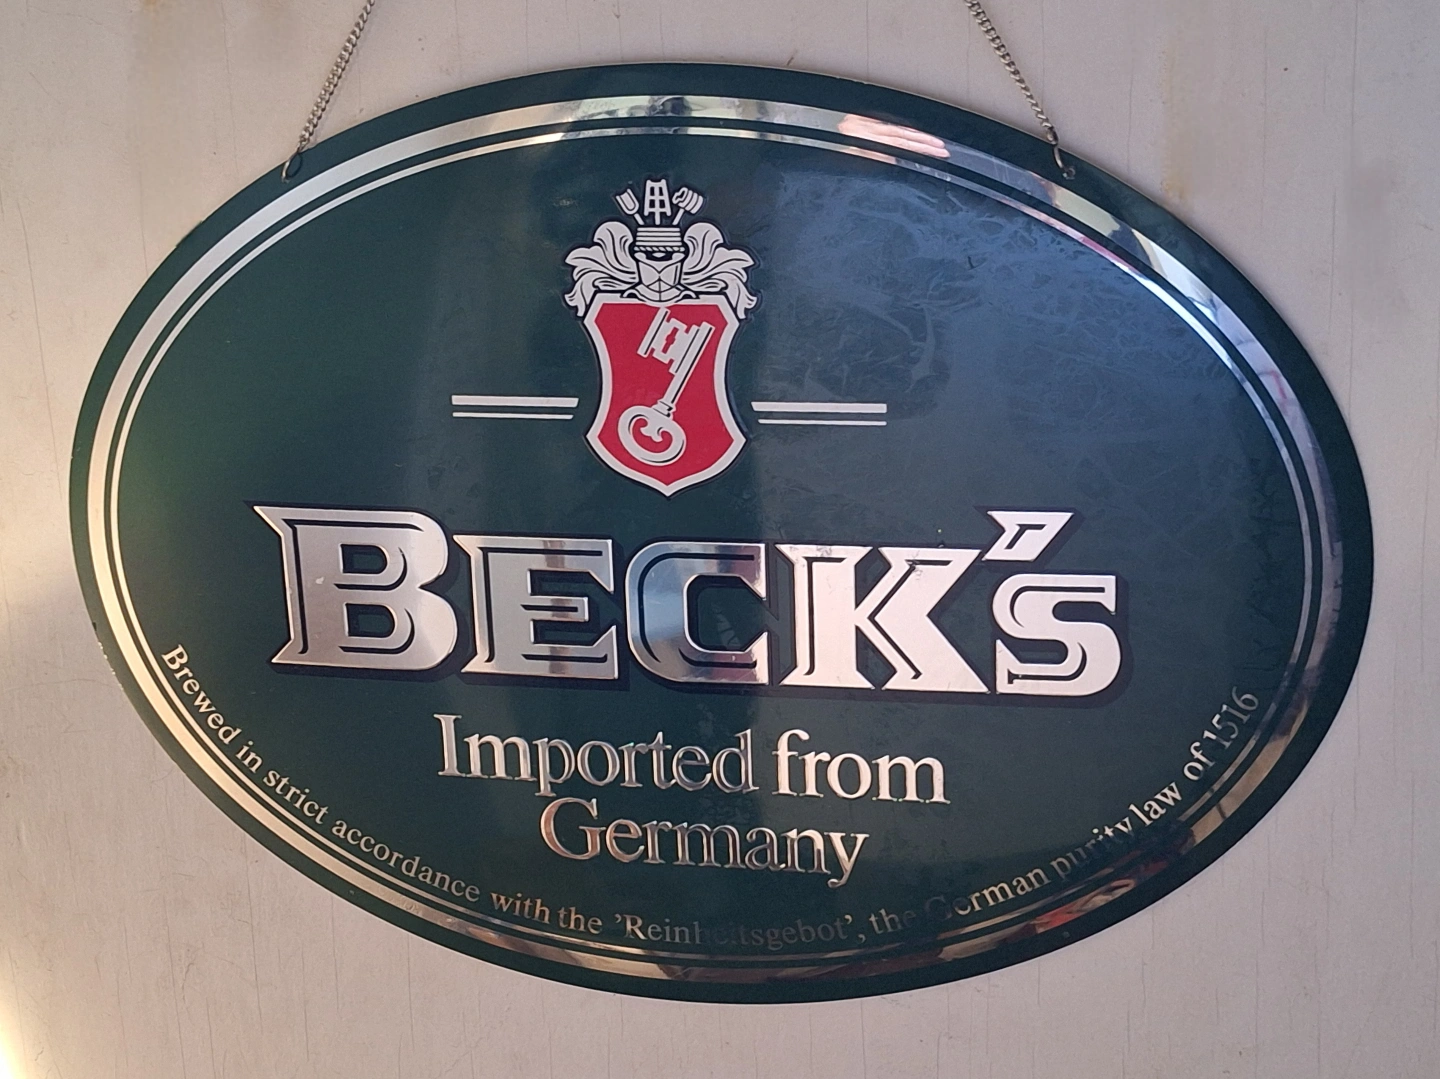 BECK'S
Imported from
Germany
Brewed in strict accordance with the 'Reinheitsgebot', the German purity law of 1516